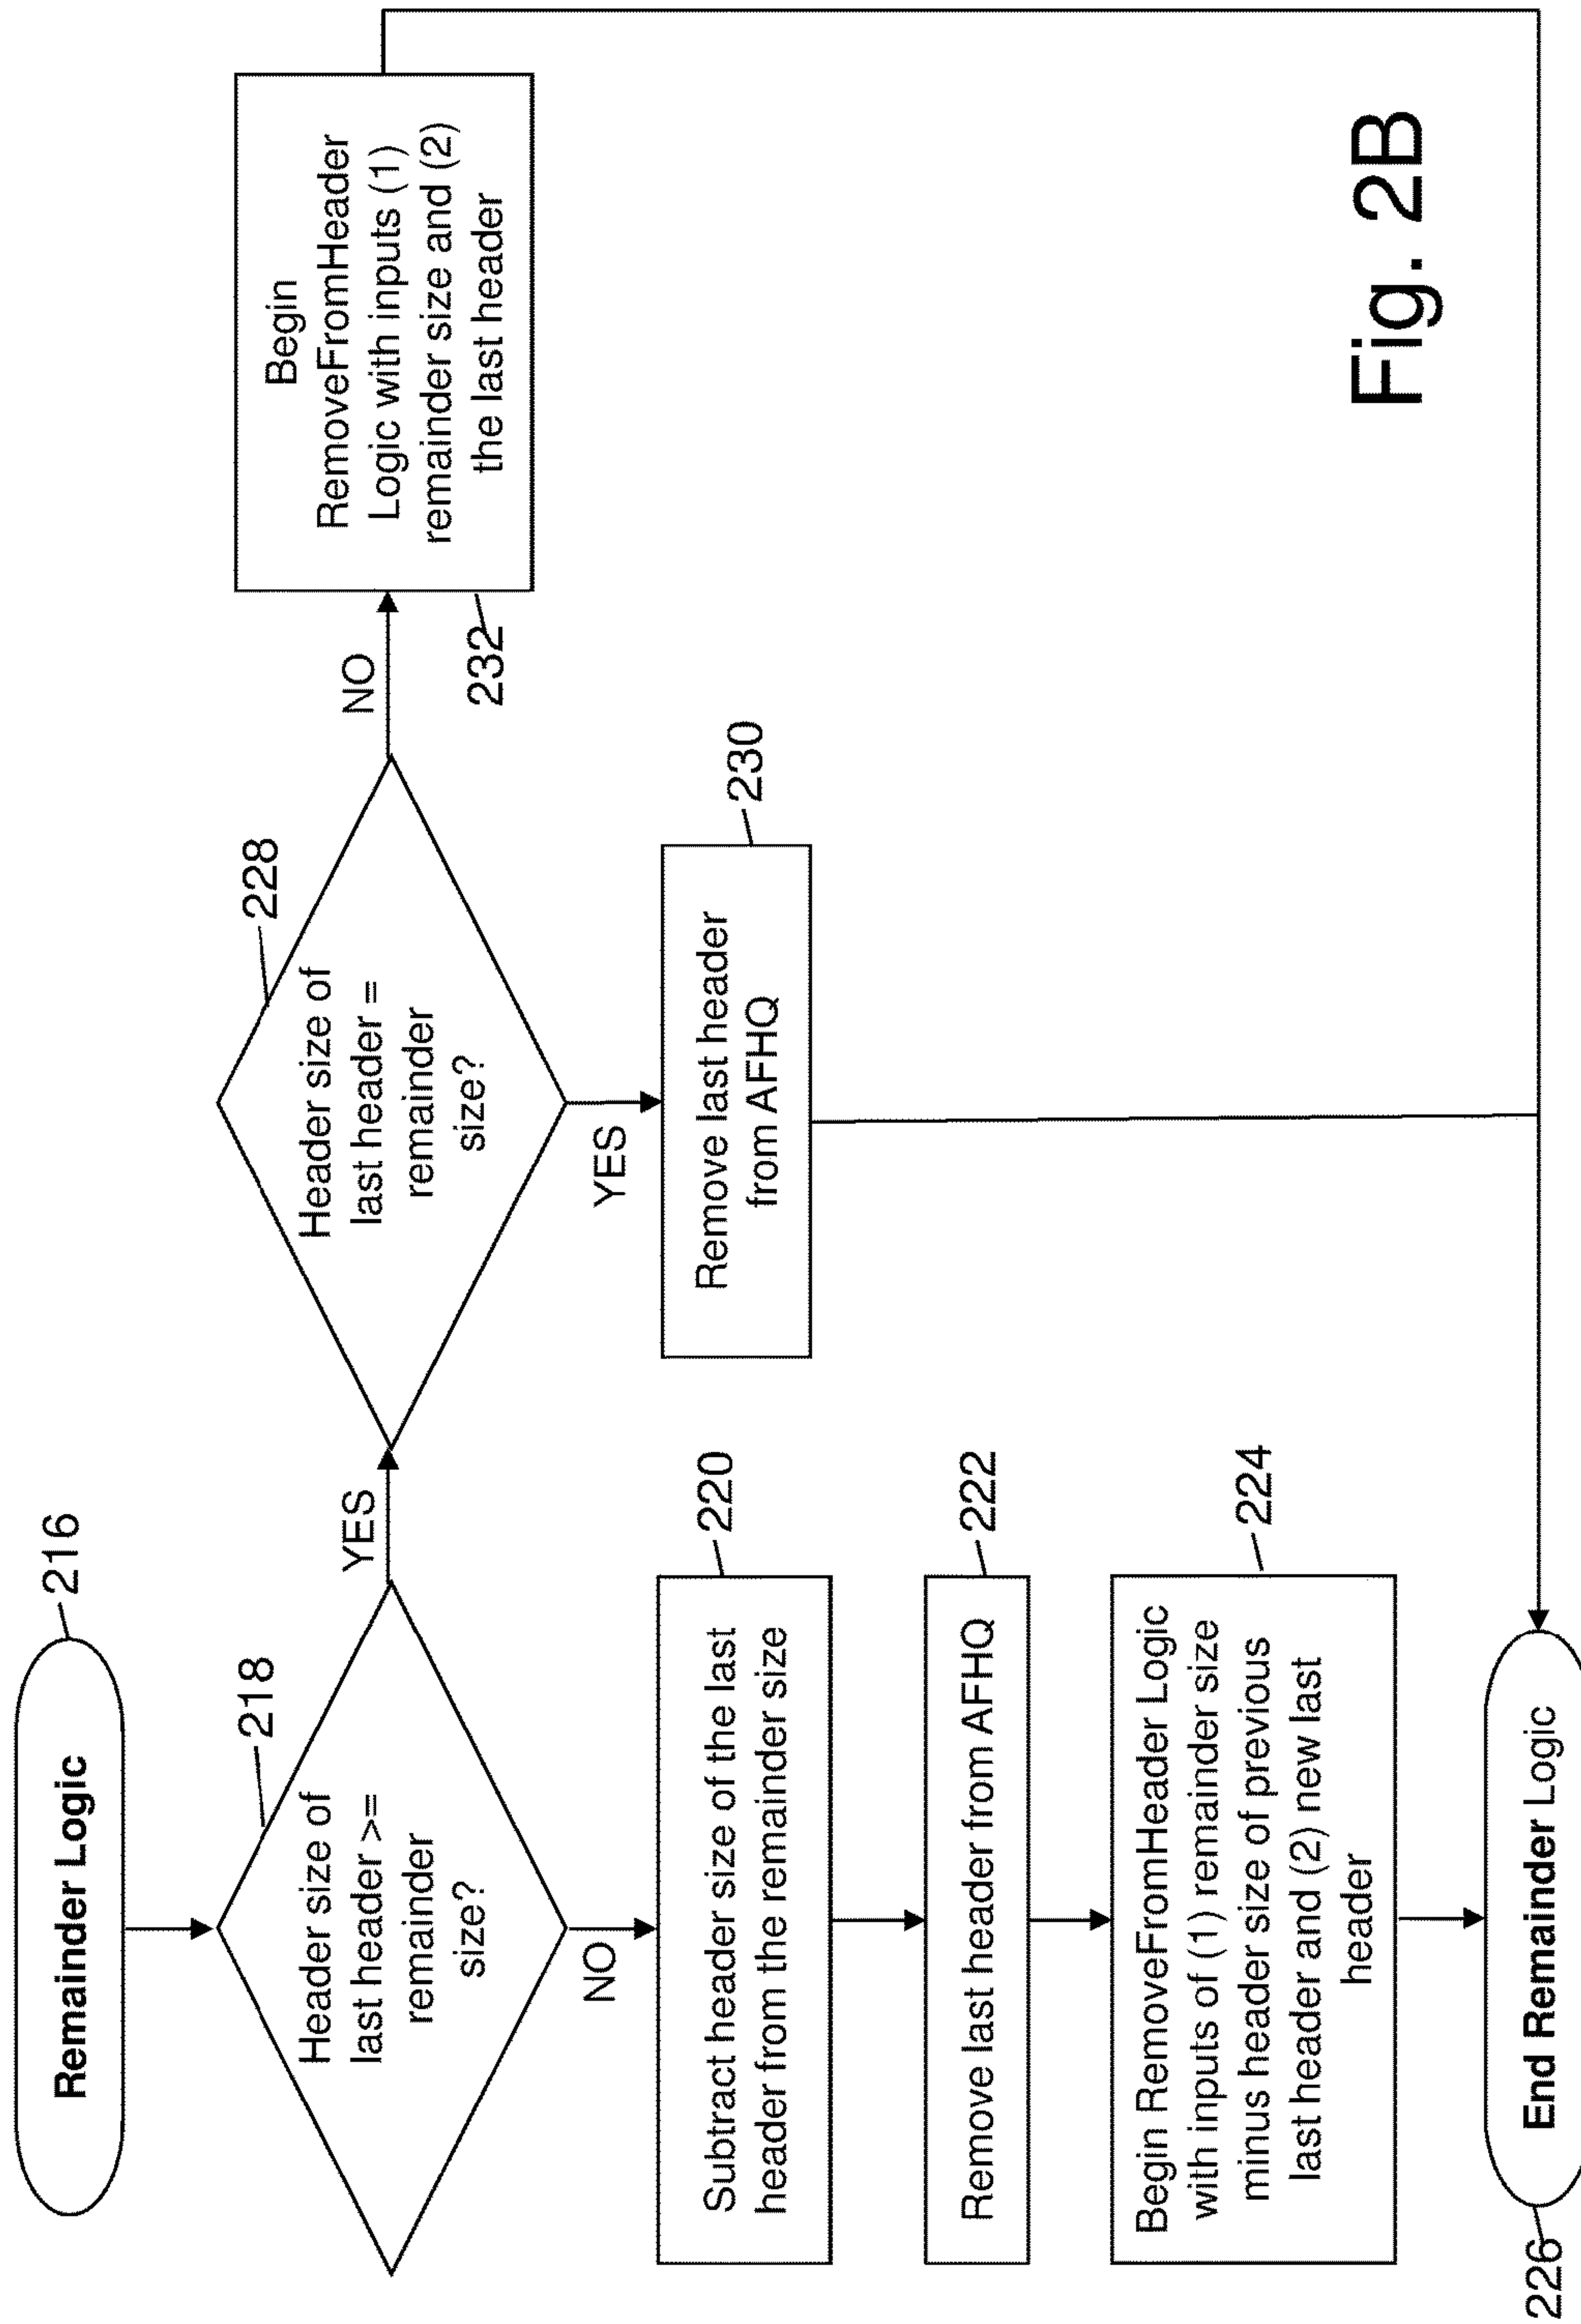 Remainder Logic
216
218
Header size of
last header >=
remainder
size?
YES
NO
228
Header size of
last header =
remainder
size?
NO
YES
Begin
RemoveFromHeader
Logic with inputs (1)
remainder size and (2)
the last header
232
230
Remove last header
from AFHQ
220
Subtract header size of the last
header from the remainder size
222
Remove last header from AFHQ
224
Begin RemoveFromHeader Logic
with inputs of (1) remainder size
minus header size of previous
last header and (2) new last
header
End Remainder Logic
226
Fig. 2B